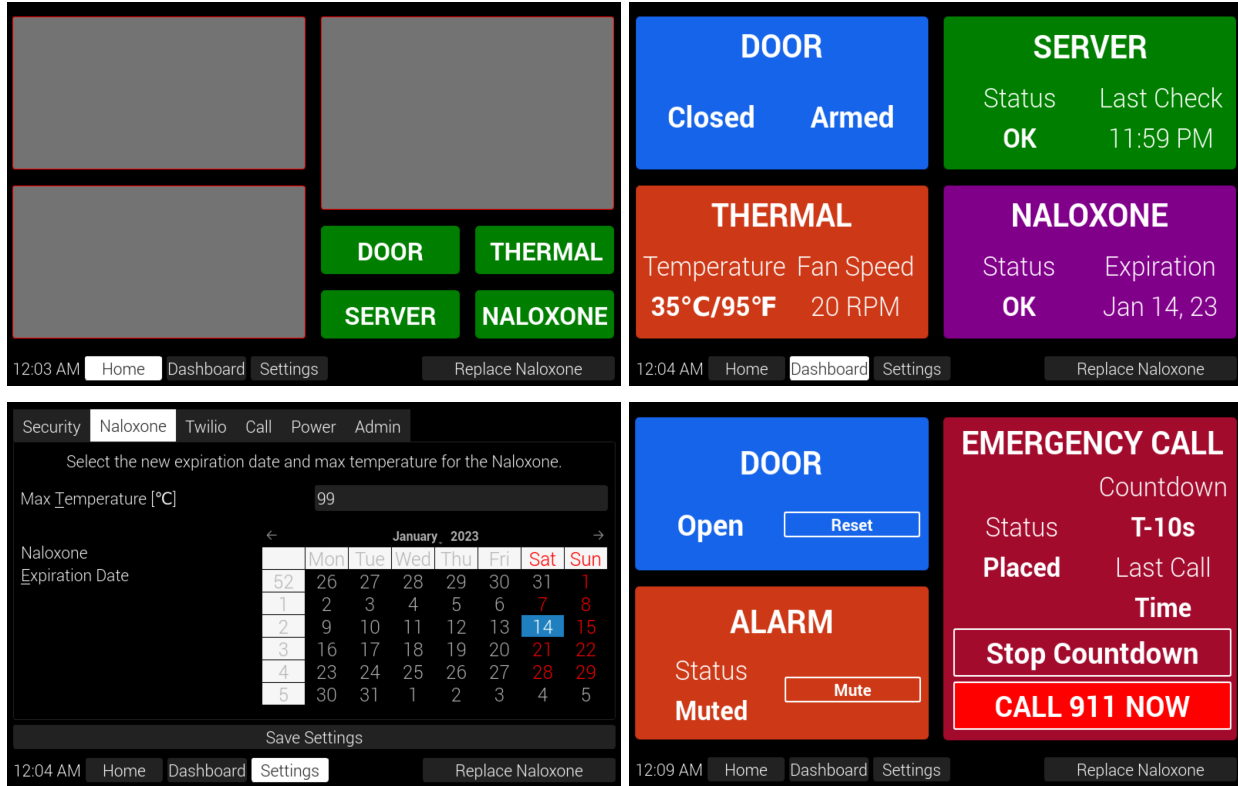 DOOR THERMAL
SERVER NALOXONE
12:03 AM Home Dashboard Settings Replace Naloxone
DOOR
Closed Armed
SERVER
Status Last Check
OK 11:59 PM
THERMAL
Temperature Fan Speed
35°C/95°F 20 RPM
NALOXONE
Status Expiration
OK Jan 14, 23
12:04 AM Home Dashboard Settings Replace Naloxone
Security Naloxone Twilio Call Power Admin
Select the new expiration date and max temperature for the Naloxone.
Max Temperature [°C] 99
Naloxone
Expiration Date
← January, 2023 →
Mon Tue Wed Thu Fri Sat Sun
52 26 27 28 29 30 31 1
1 2 3 4 5 6 7 8
2 9 10 11 12 13 14 15
3 16 17 18 19 20 21 22
4 23 24 25 26 27 28 29
5 30 31 1 2 3 4 5
Save Settings
12:04 AM Home Dashboard Settings Replace Naloxone
DOOR
Open Reset
ALARM
Status
Muted
Mute
EMERGENCY CALL
Countdown
Status T-10s
Placed Last Call
Time
Stop Countdown
CALL 911 NOW
12:09 AM Home Dashboard Settings Replace Naloxone